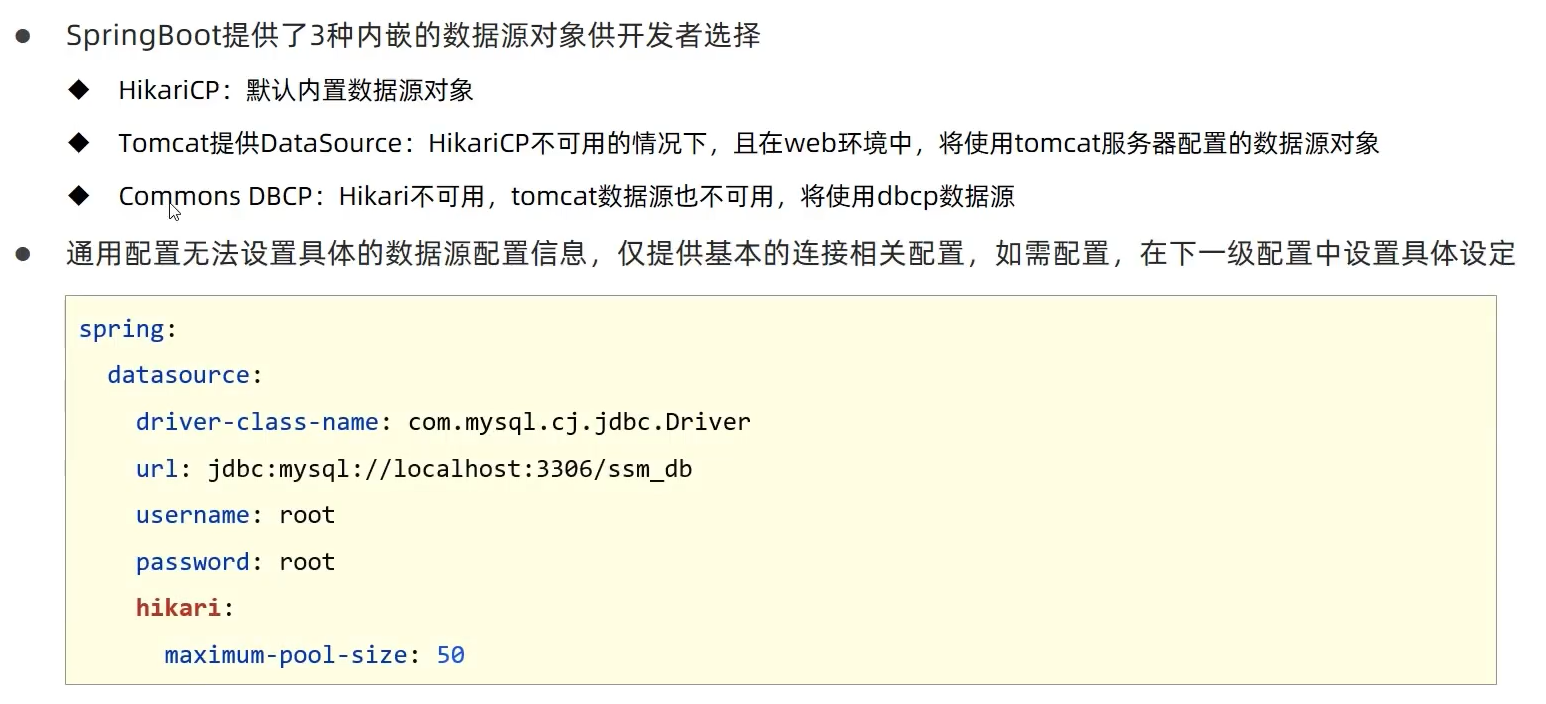 ● SpringBoot提供了3种内嵌的数据源对象供开发者选择
◆ HikariCP：默认内置数据源对象
◆ Tomcat提供DataSource：HikariCP不可用的情况下，且在web环境中，将使用tomcat服务器配置的数据源对象
◆ Commons DBCP：Hikari不可用，tomcat数据源也不可用，将使用dbcp数据源
● 通用配置无法设置具体的数据源配置信息，仅提供基本的连接相关配置，如需配置，在下一级配置中设置具体设定
spring:
  datasource:
    driver-class-name: com.mysql.cj.jdbc.Driver
    url: jdbc:mysql://localhost:3306/ssm_db
    username: root
    password: root
    hikari:
      maximum-pool-size: 50